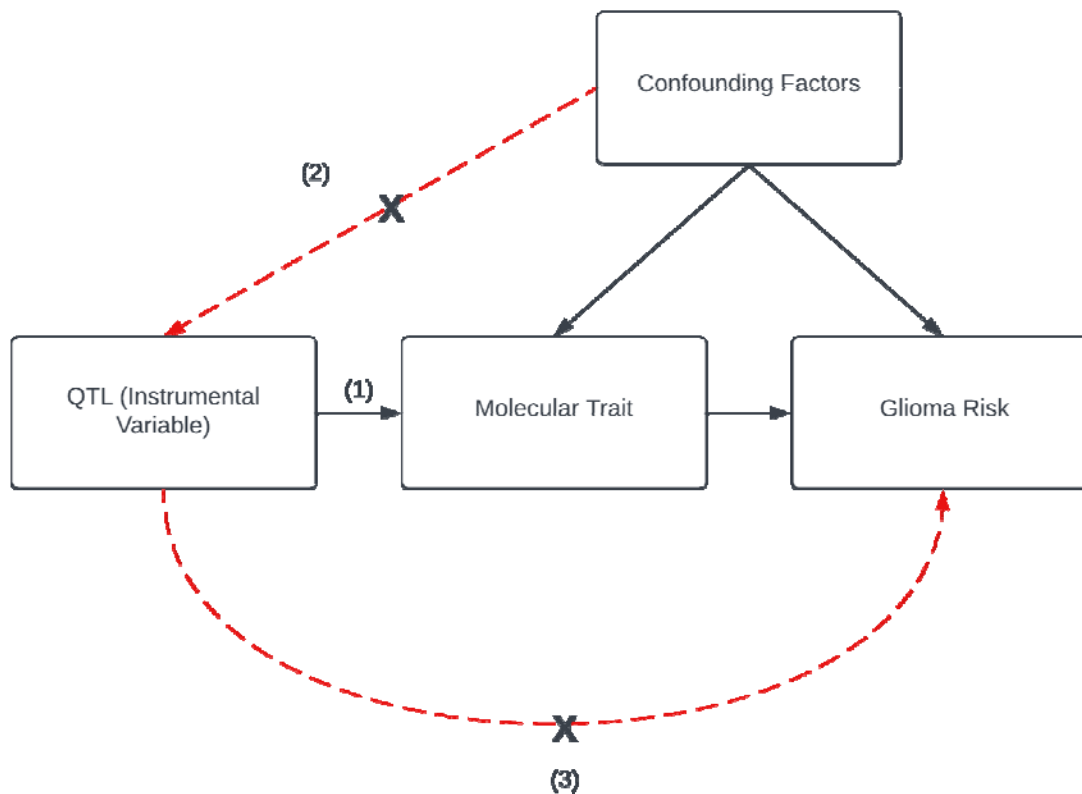 Confounding Factors
(2)
X
QTL (Instrumental
Variable)
(1)
Molecular Trait
Glioma Risk
X
(3)